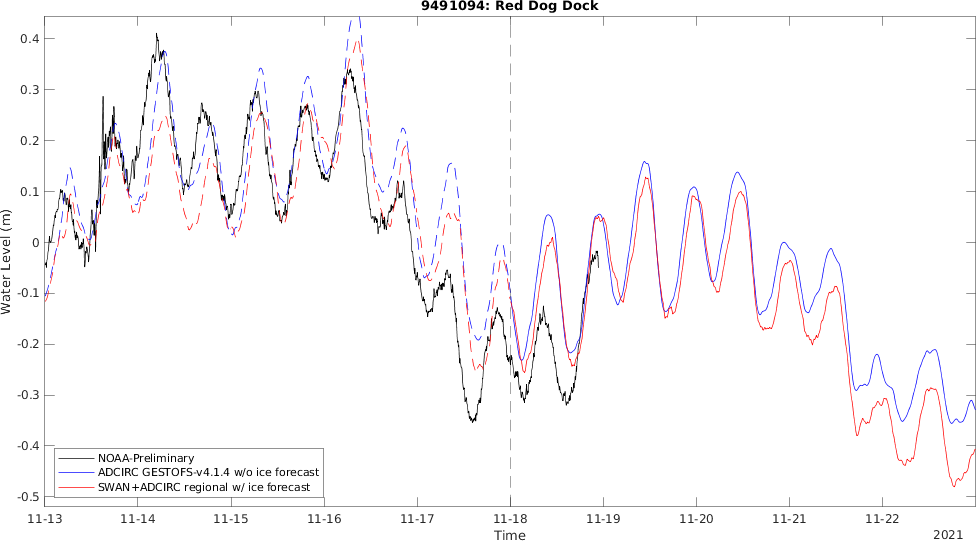 9491094: Red Dog Dock
0.4
0.3
0.2
0.1
0
-0.1
-0.2
-0.3
-0.4
-0.5
Water Level (m)
NOAA-Preliminary
ADCIRC GESTOFS-v4.1.4 w/o ice forecast
SWAN+ADCIRC regional w/ ice forecast
11-13 11-14 11-15 11-16 11-17 11-18 11-19 11-20 11-21 11-22
Time
2021